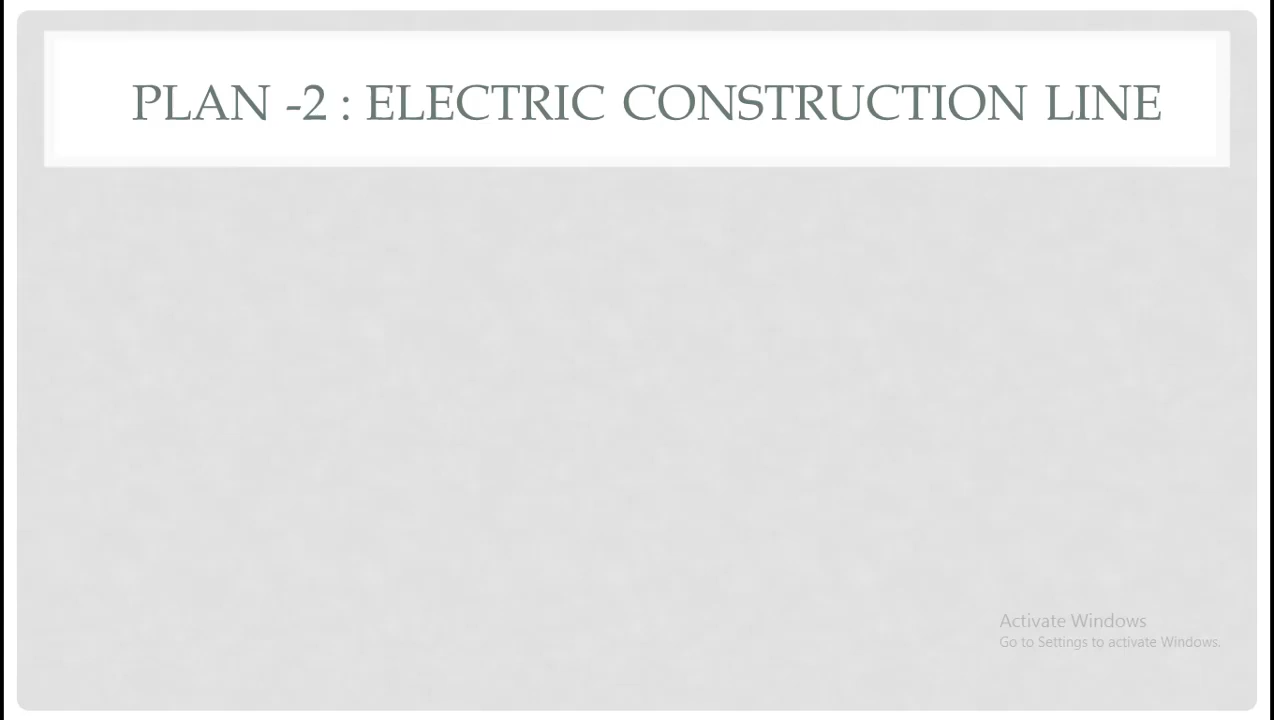 PLAN -2 : ELECTRIC CONSTRUCTION LINE
Activate Windows
Go to Settings to activate Windows.